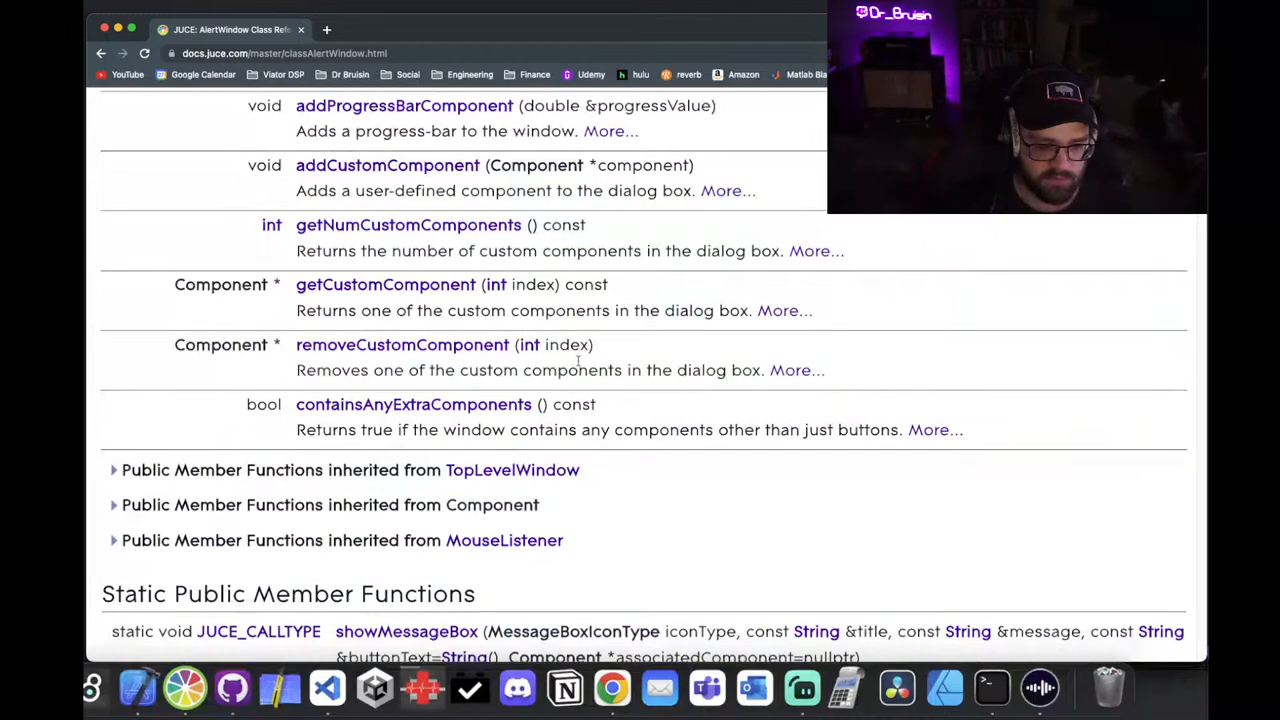 JUCE: AlertWindow Class Refe
docs.juce.com/master/classAlertWindow.html
YouTube Google Calendar Viator DSP Dr Bruisin Social Engineering Finance Udemy hulu reverb Amazon Matlab Bla
@Dr_Bruisin
void addProgressBarComponent (double &progressValue)
Adds a progress-bar to the window. More...
void addCustomComponent (Component *component)
Adds a user-defined component to the dialog box. More...
int getNumCustomComponents () const
Returns the number of custom components in the dialog box. More...
Component * getCustomComponent (int index) const
Returns one of the custom components in the dialog box. More...
Component * removeCustomComponent (int index)
Removes one of the custom components in the dialog box. More...
bool containsAnyExtraComponents () const
Returns true if the window contains any components other than just buttons. More...
Public Member Functions inherited from TopLevelWindow
Public Member Functions inherited from Component
Public Member Functions inherited from MouseListener
Static Public Member Functions
static void JUCE_CALLTYPE showMessageBox (MessageBoxIconType iconType, const String &title, const String &message, const String
&buttonText=String(), Component *associatedComponent=nullptr)